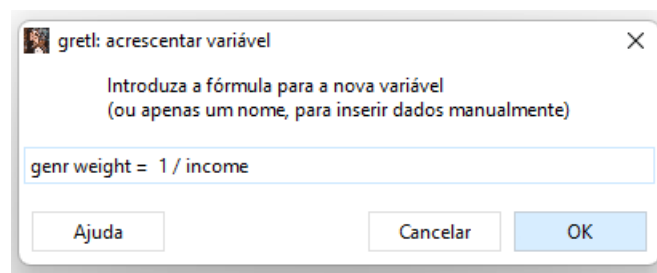 gretl: acrescentar variável
Introduza a fórmula para a nova variável
(ou apenas um nome, para inserir dados manualmente)
genr weight = 1 / income
Ajuda
Cancelar
OK